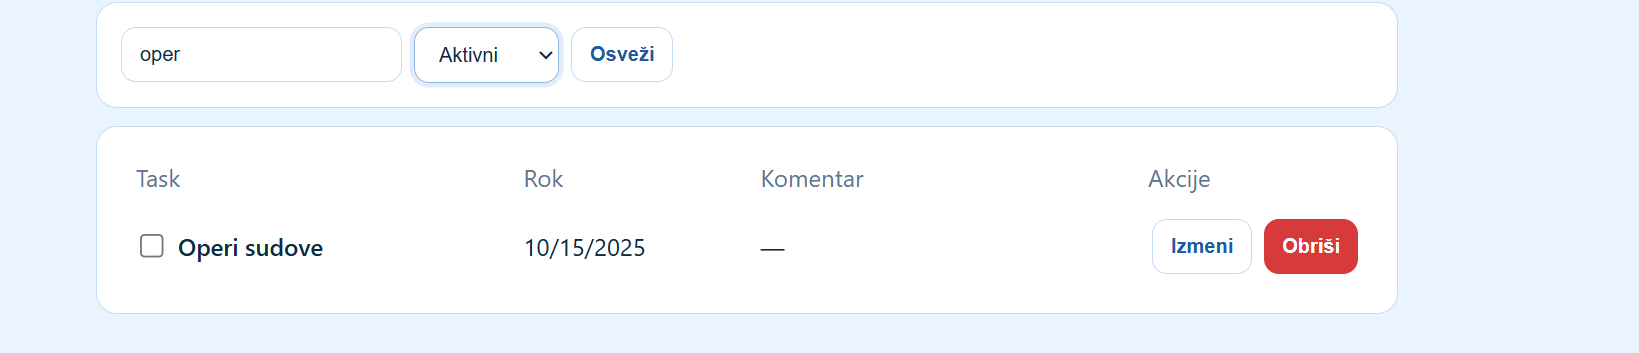 oper Aktivni Osveži
Task Rok Komentar Akcije
Operi sudove 10/15/2025 — Izmeni Obriši